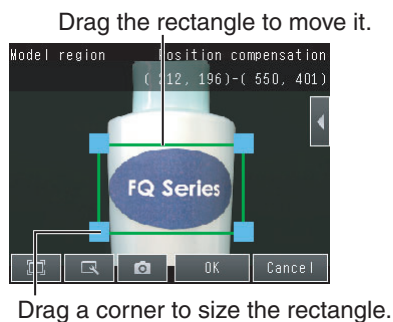 Drag the rectangle to move it.
Model region Position compensation
( 212, 196)-( 550, 401)
FQ Series
OK Cancel
Drag a corner to size the rectangle.